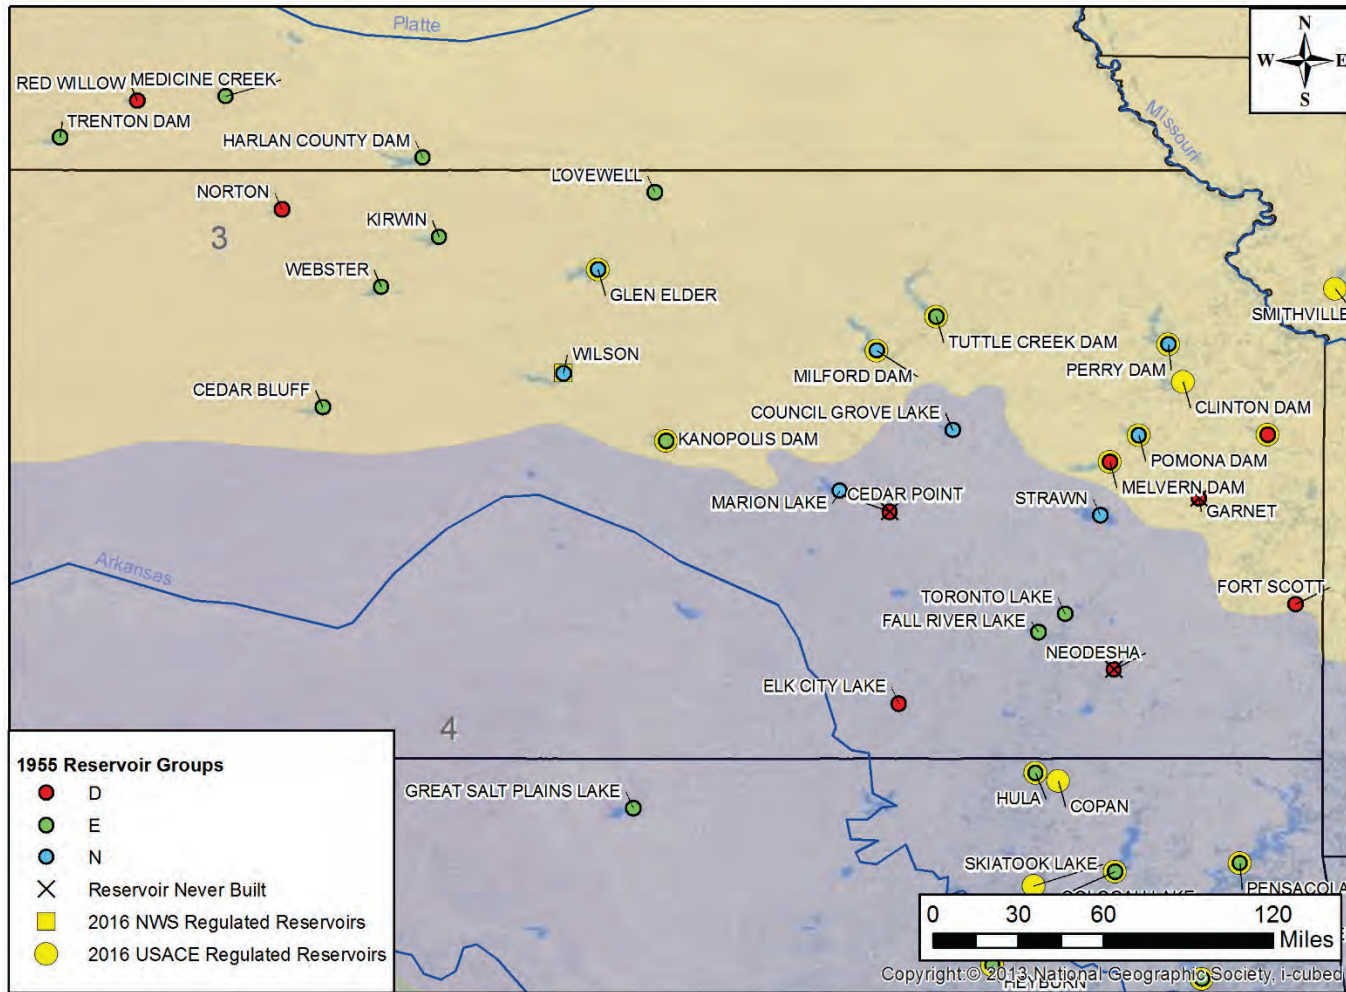 Platte
N
W E
S
RED WILLOW
MEDICINE CREEK
TRENTON DAM
HARLAN COUNTY DAM
Missouri
LOVEWELL
NORTON
KIRWIN
3
WEBSTER
GLEN ELDER
SMITHVILLE
TUTTLE CREEK DAM
WILSON
MILFORD DAM
PERRY DAM
CEDAR BLUFF
CLINTON DAM
COUNCIL GROVE LAKE
KANOPOLIS DAM
POMONA DAM
MELVERN DAM
MARION LAKE
CEDAR POINT
STRAWN
GARNET
Arkansas
FORT SCOTT
TORONTO LAKE
FALL RIVER LAKE
NEODESHA
ELK CITY LAKE
4
GREAT SALT PLAINS LAKE
HULA
COPAN
SKIATOOK LAKE
PENSACOLA
HEYBURN
1955 Reservoir Groups
D
E
N
Reservoir Never Built
2016 NWS Regulated Reservoirs
2016 USACE Regulated Reservoirs
0 30 60 120
Miles
Copyright:© 2013 National Geographic Society, i-cubed